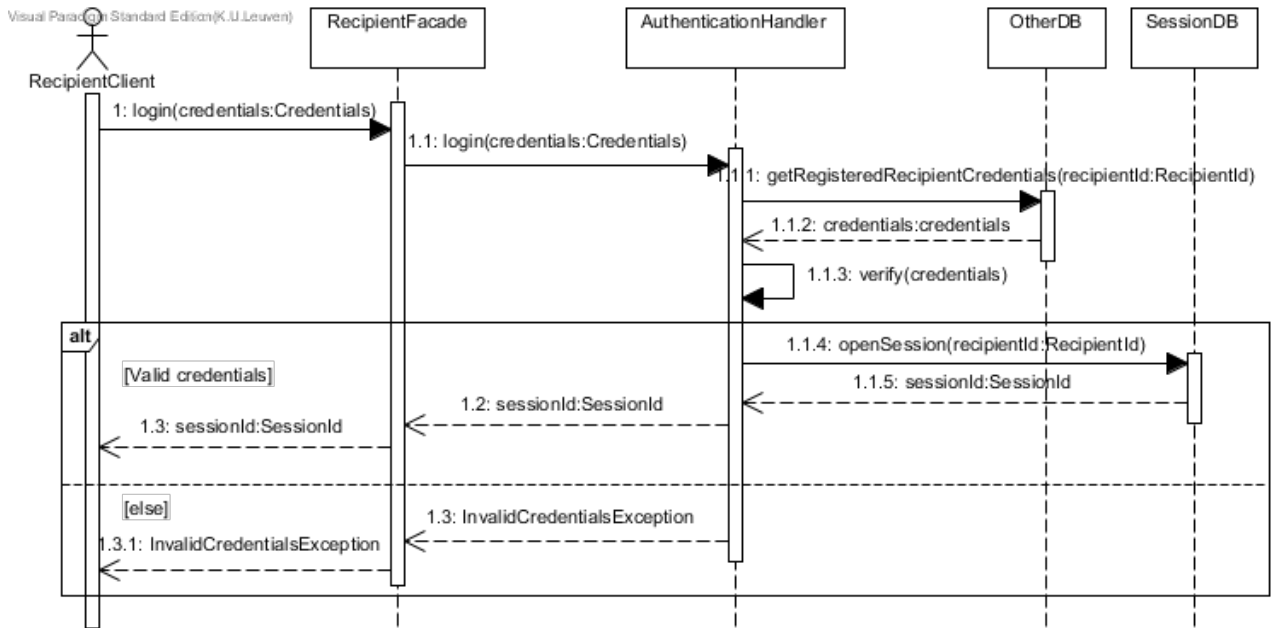 Visual Paradigm Standard Edition(K.U.Leuven)
RecipientFacade
AuthenticationHandler
OtherDB
SessionDB
RecipientClient
1: login(credentials:Credentials)
1.1: login(credentials:Credentials)
1.1.1: getRegisteredRecipientCredentials(recipientId:RecipientId)
1.1.2: credentials:credentials
1.1.3: verify(credentials)
alt
1.1.4: openSession(recipientId:RecipientId)
[Valid credentials]
1.1.5: sessionId:SessionId
1.2: sessionId:SessionId
1.3: sessionId:SessionId
[else]
1.3: InvalidCredentialsException
1.3.1: InvalidCredentialsException